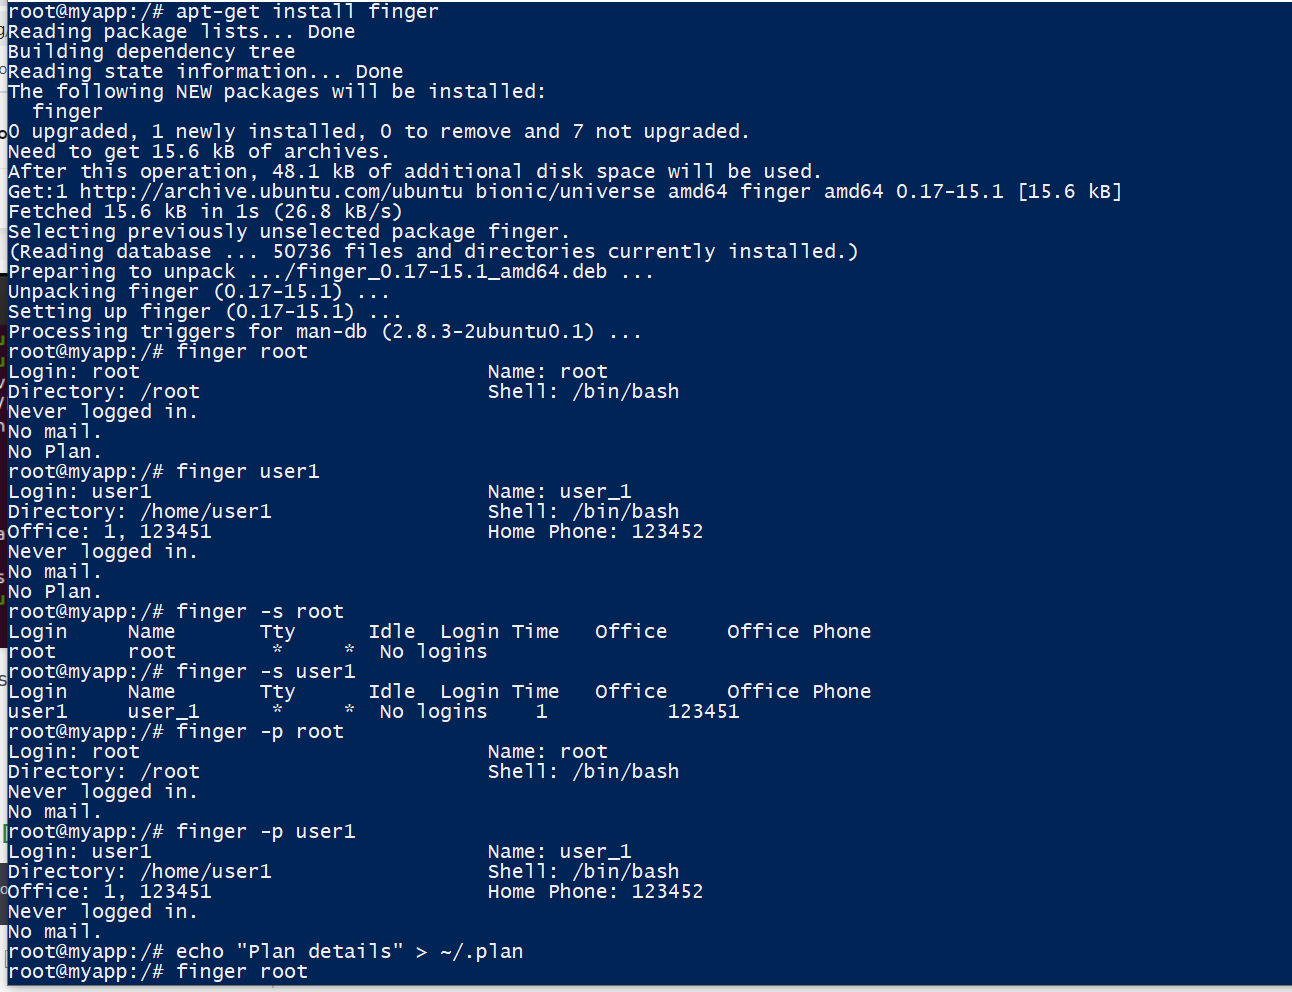 root@myapp:/# apt-get install finger
Reading package lists... Done
Building dependency tree
Reading state information... Done
The following NEW packages will be installed:
  finger
0 upgraded, 1 newly installed, 0 to remove and 7 not upgraded.
Need to get 15.6 kB of archives.
After this operation, 48.1 kB of additional disk space will be used.
Get:1 http://archive.ubuntu.com/ubuntu bionic/universe amd64 finger amd64 0.17-15.1 [15.6 kB]
Fetched 15.6 kB in 1s (26.8 kB/s)
Selecting previously unselected package finger.
(Reading database ... 50736 files and directories currently installed.)
Preparing to unpack .../finger_0.17-15.1_amd64.deb ...
Unpacking finger (0.17-15.1) ...
Setting up finger (0.17-15.1) ...
Processing triggers for man-db (2.8.3-2ubuntu0.1) ...
root@myapp:/# finger root
Login: root                             Name: root
Directory: /root                        Shell: /bin/bash
Never logged in.
No mail.
No Plan.
root@myapp:/# finger user1
Login: user1                            Name: user_1
Directory: /home/user1                  Shell: /bin/bash
Office: 1, 123451                       Home Phone: 123452
Never logged in.
No mail.
No Plan.
root@myapp:/# finger -s root
Login     Name       Tty      Idle  Login Time   Office     Office Phone
root      root        *     *  No logins
root@myapp:/# finger -s user1
Login     Name       Tty      Idle  Login Time   Office     Office Phone
user1     user_1      *     *  No logins    1          123451
root@myapp:/# finger -p root
Login: root                             Name: root
Directory: /root                        Shell: /bin/bash
Never logged in.
No mail.
root@myapp:/# finger -p user1
Login: user1                            Name: user_1
Directory: /home/user1                  Shell: /bin/bash
Office: 1, 123451                       Home Phone: 123452
Never logged in.
No mail.
root@myapp:/# echo "Plan details" > ~/.plan
root@myapp:/# finger root